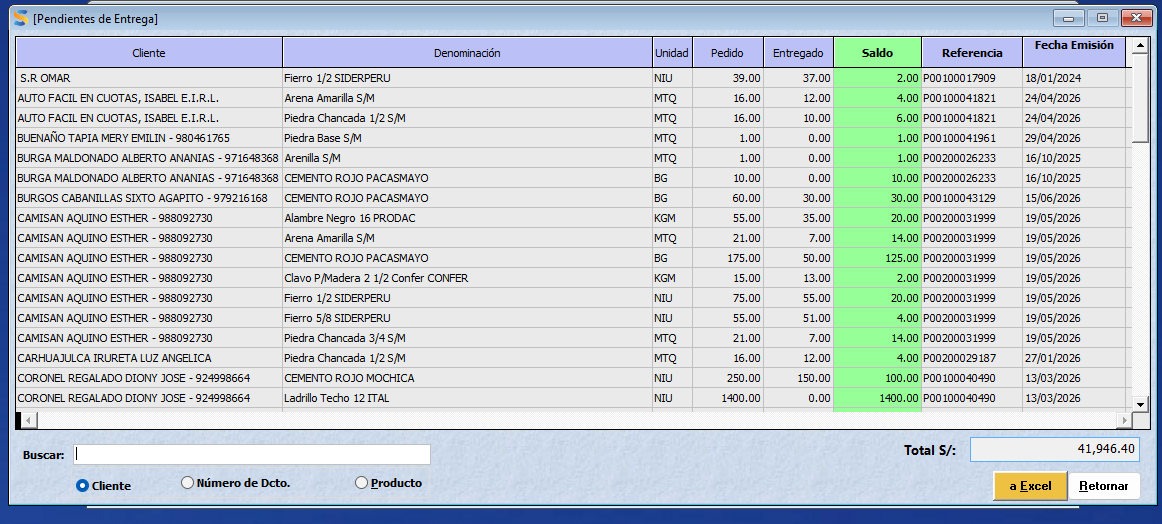 [Pendientes de Entrega]
Cliente Denominación Unidad Pedido Entregado Saldo Referencia Fecha Emisión
S.R OMAR Fierro 1/2 SIDERPERU NIU 39.00 37.00 2.00 P00100017909 18/01/2024
AUTO FACIL EN CUOTAS, ISABEL E.I.R.L. Arena Amarilla S/M MTQ 16.00 12.00 4.00 P00100041821 24/04/2026
AUTO FACIL EN CUOTAS, ISABEL E.I.R.L. Piedra Chancada 1/2 S/M MTQ 16.00 10.00 6.00 P00100041821 24/04/2026
BUENAÑO TAPIA MERY EMILIN - 980461765 Piedra Base S/M MTQ 1.00 0.00 1.00 P00100041961 29/04/2026
BURGA MALDONADO ALBERTO ANANIAS - 971648368 Arenilla S/M MTQ 1.00 0.00 1.00 P00200026233 16/10/2025
BURGA MALDONADO ALBERTO ANANIAS - 971648368 CEMENTO ROJO PACASMAYO BG 10.00 0.00 10.00 P00200026233 16/10/2025
BURGOS CABANILLAS SIXTO AGAPITO - 979216168 CEMENTO ROJO PACASMAYO BG 60.00 30.00 30.00 P00100043129 15/06/2026
CAMISAN AQUINO ESTHER - 988092730 Alambre Negro 16 PRODAC KGM 55.00 35.00 20.00 P00200031999 19/05/2026
CAMISAN AQUINO ESTHER - 988092730 Arena Amarilla S/M MTQ 21.00 7.00 14.00 P00200031999 19/05/2026
CAMISAN AQUINO ESTHER - 988092730 CEMENTO ROJO PACASMAYO BG 175.00 50.00 125.00 P00200031999 19/05/2026
CAMISAN AQUINO ESTHER - 988092730 Clavo P/Madera 2 1/2 Confer CONFER KGM 15.00 13.00 2.00 P00200031999 19/05/2026
CAMISAN AQUINO ESTHER - 988092730 Fierro 1/2 SIDERPERU NIU 75.00 55.00 20.00 P00200031999 19/05/2026
CAMISAN AQUINO ESTHER - 988092730 Fierro 5/8 SIDERPERU NIU 55.00 51.00 4.00 P00200031999 19/05/2026
CAMISAN AQUINO ESTHER - 988092730 Piedra Chancada 3/4 S/M MTQ 21.00 7.00 14.00 P00200031999 19/05/2026
CARHUAJULCA IRURETA LUZ ANGELICA Piedra Chancada 1/2 S/M MTQ 16.00 12.00 4.00 P00200029187 27/01/2026
CORONEL REGALADO DIONY JOSE - 924998664 CEMENTO ROJO MOCHICA NIU 250.00 150.00 100.00 P00100040490 13/03/2026
CORONEL REGALADO DIONY JOSE - 924998664 Ladrillo Techo 12 ITAL NIU 1400.00 0.00 1400.00 P00100040490 13/03/2026
Buscar: Total S/: 41,946.40
Cliente Número de Dcto. Producto a Excel Retornar